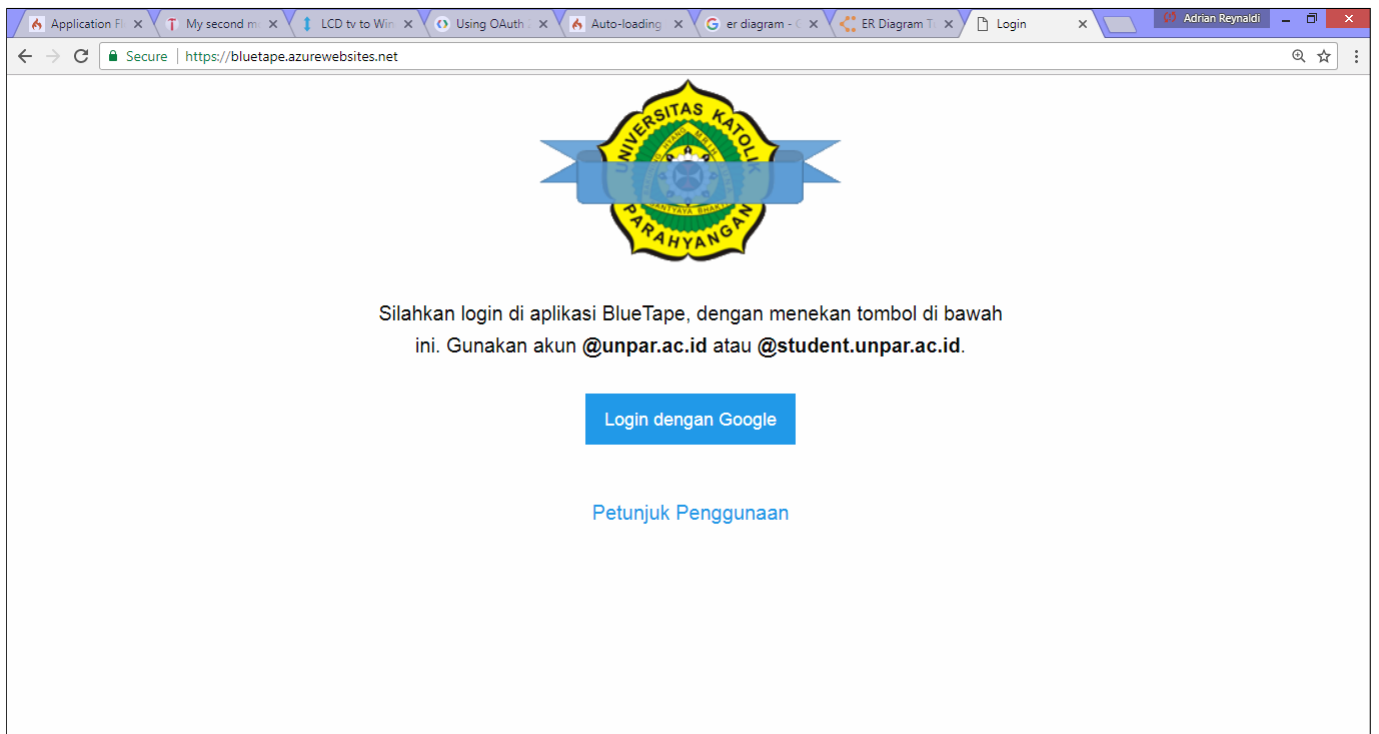 Application Fl
My second m
LCD tv to Win
Using OAuth 2
Auto-loading
er diagram - G
ER Diagram T
Login
Adrian Reynaldi
Secure | https://bluetape.azurewebsites.net
UNIVERSITAS KATOLIK
PARAHYANGAN
Silahkan login di aplikasi BlueTape, dengan menekan tombol di bawah
ini. Gunakan akun @unpar.ac.id atau @student.unpar.ac.id.
Login dengan Google
Petunjuk Penggunaan